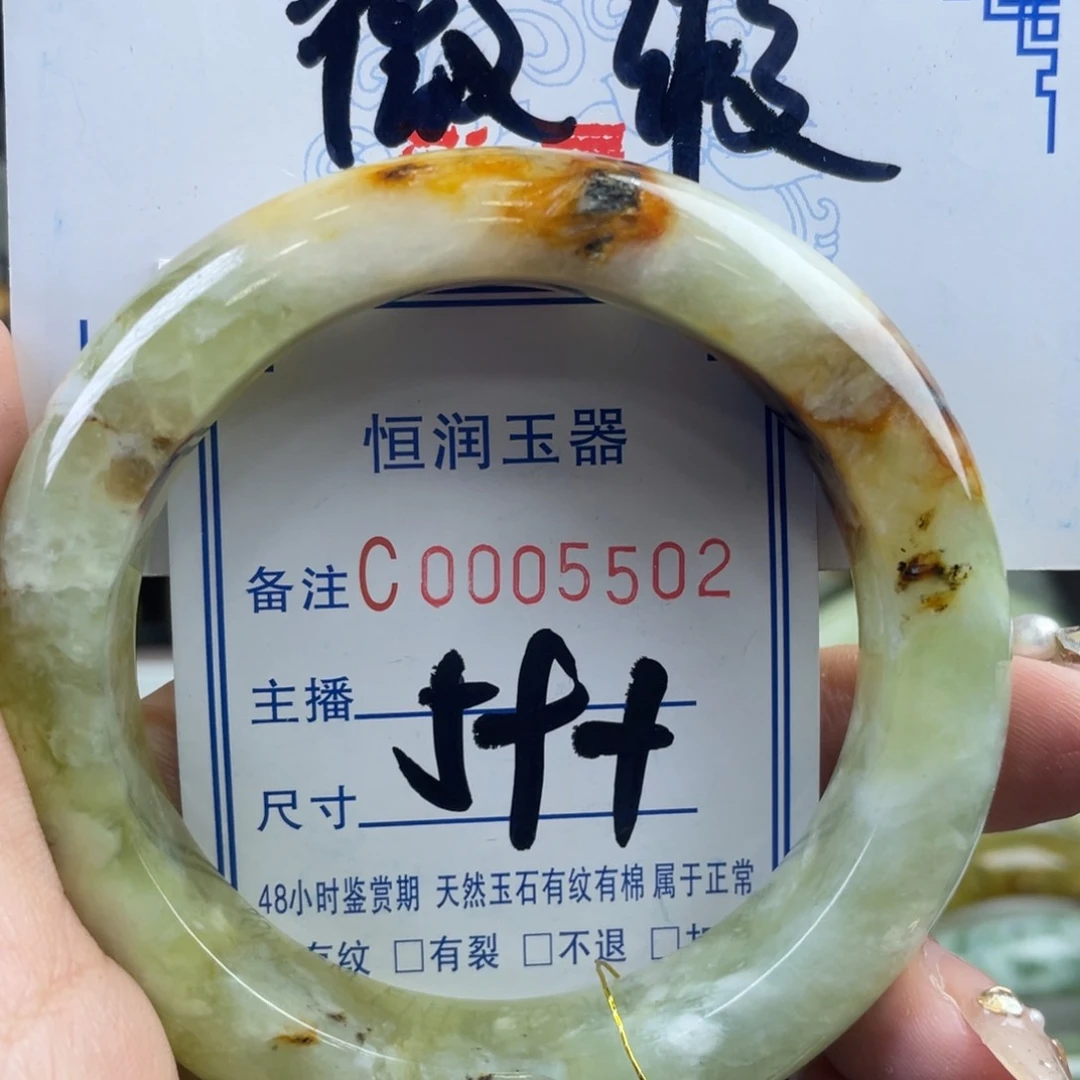 微瑕
恒润玉器
备注C0005502
主播
尺寸
48小时鉴赏期 天然玉石有纹有棉 属于正常
有纹 □有裂 □不退